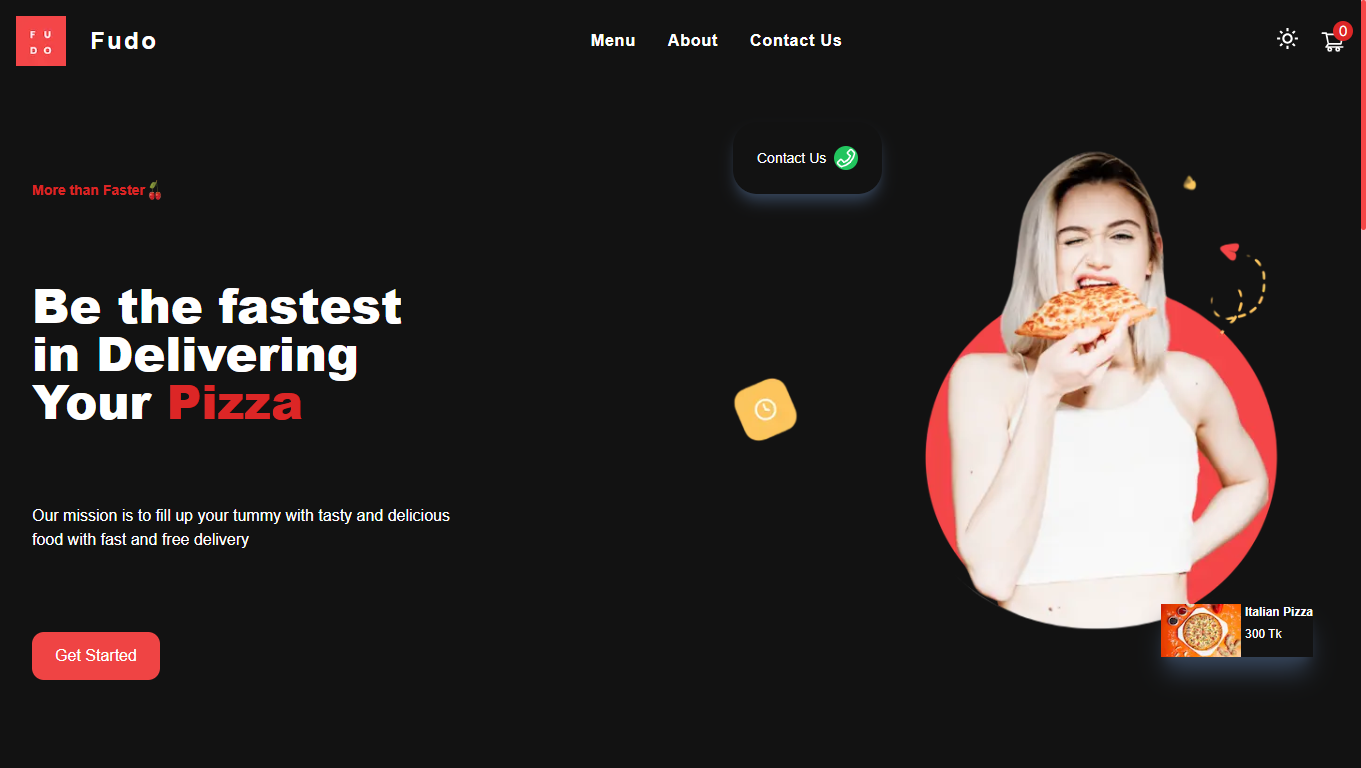 F U
D O
Fudo
Menu
About
Contact Us
0
Contact Us
More than Faster
Be the fastest
in Delivering
Your Pizza
Our mission is to fill up your tummy with tasty and delicious
food with fast and free delivery
Get Started
Italian Pizza
300 Tk